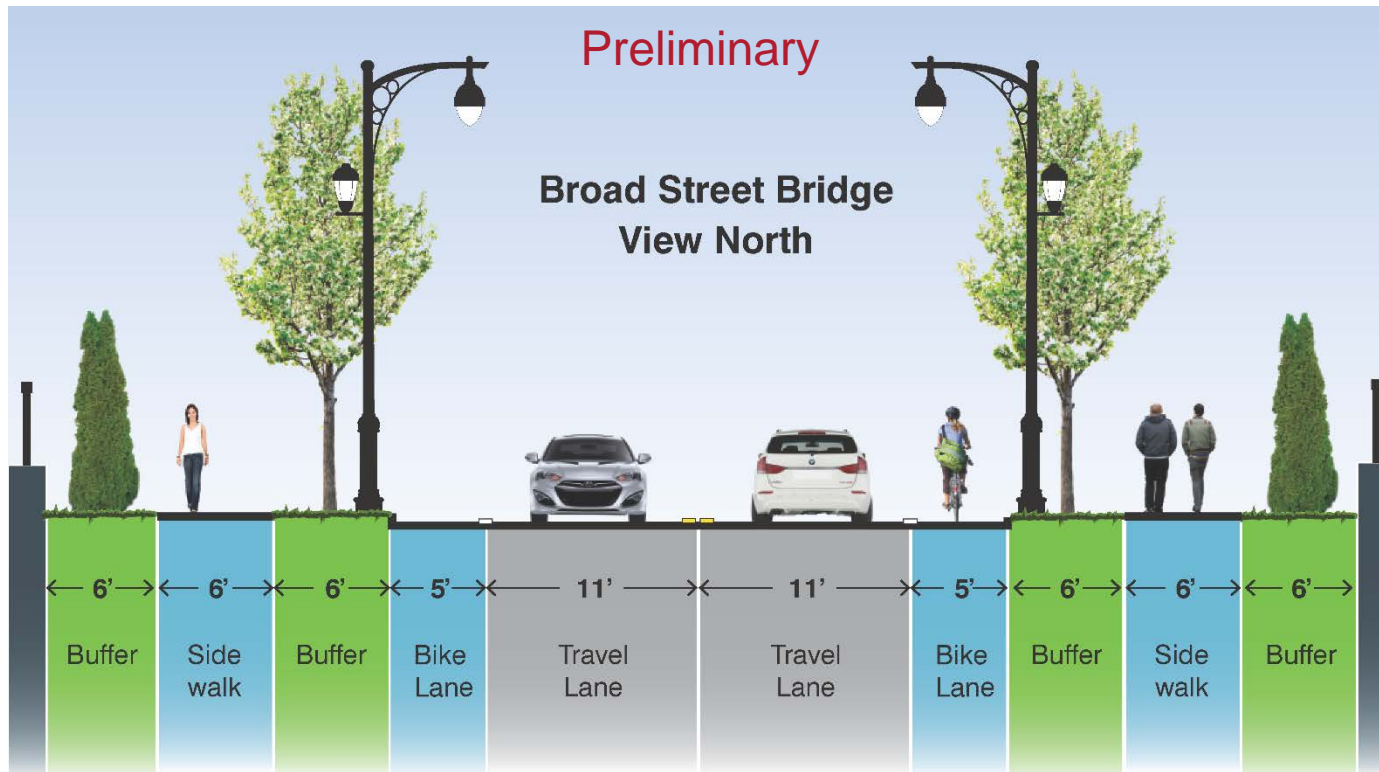 Preliminary
Broad Street Bridge
View North
6’ 6’ 6’ 5’ 11’ 11’ 5’ 6’ 6’ 6’
Buffer Side Buffer Bike Travel Travel Bike Buffer Side Buffer
walk Lane Lane Lane Lane walk